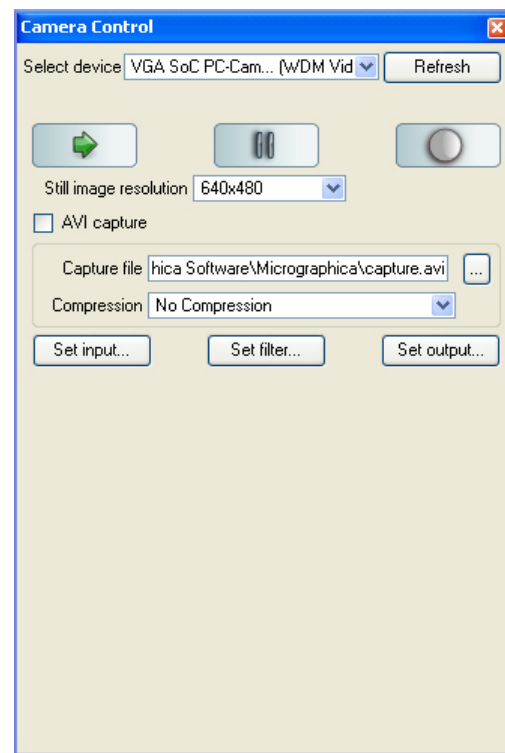 Camera Control
Select device VGA SoC PC-Cam... (WDM Vid Refresh
Still image resolution 640x480
AVI capture
Capture file hica Software\Micrographica\capture.avi ...
Compression No Compression
Set input... Set filter... Set output...